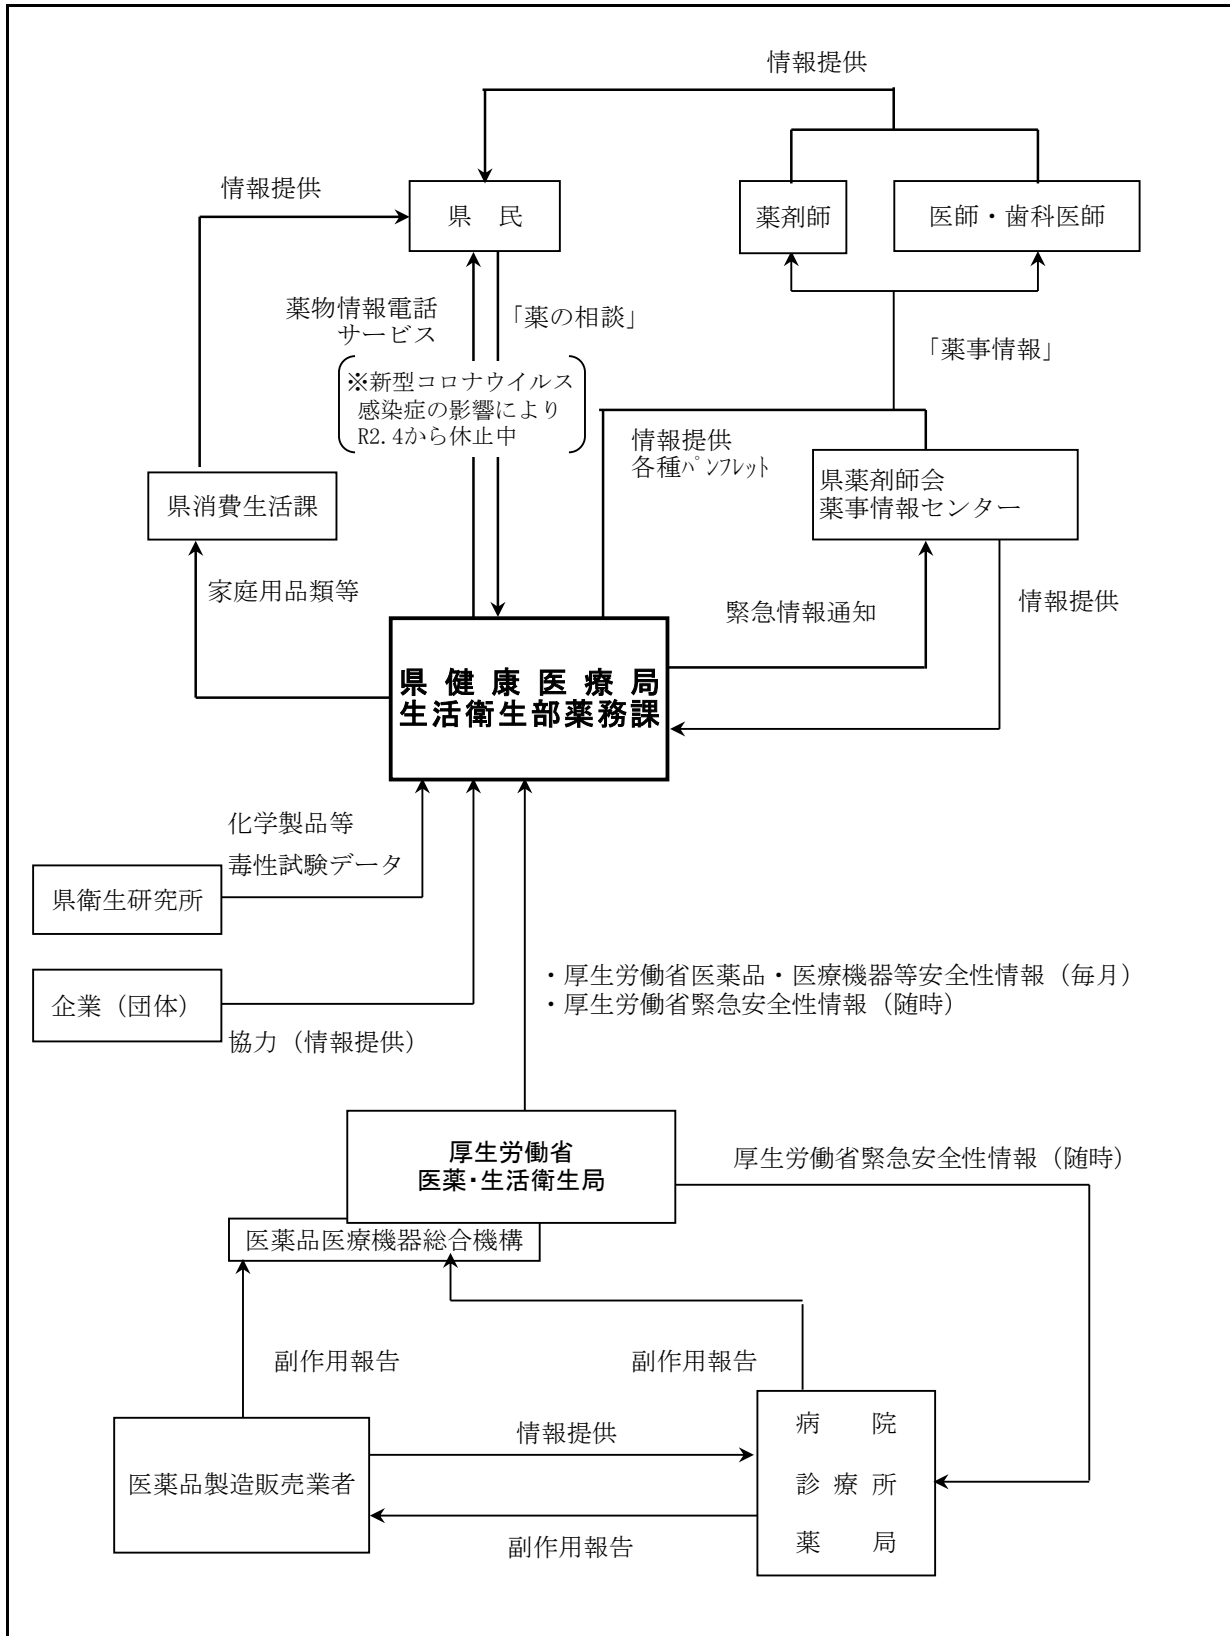 情報提供
情報提供
県　民
薬剤師
医師・歯科医師
薬物情報電話
サービス
「薬の相談」
「薬事情報」
※新型コロナウイルス
感染症の影響により
R2.4から休止中
情報提供
各種ﾊﾟﾝﾌﾚｯﾄ
県薬剤師会
薬事情報センター
県消費生活課
家庭用品類等
緊急情報通知
情報提供
県健康医療局
生活衛生部薬務課
化学製品等
毒性試験データ
県衛生研究所
・厚生労働省医薬品・医療機器等安全性情報（毎月）
・厚生労働省緊急安全性情報（随時）
企業（団体）
協力（情報提供）
厚生労働省
医薬・生活衛生局
厚生労働省緊急安全性情報（随時）
医薬品医療機器総合機構
副作用報告
副作用報告
病　院
情報提供
医薬品製造販売業者
診療所
薬　局
副作用報告